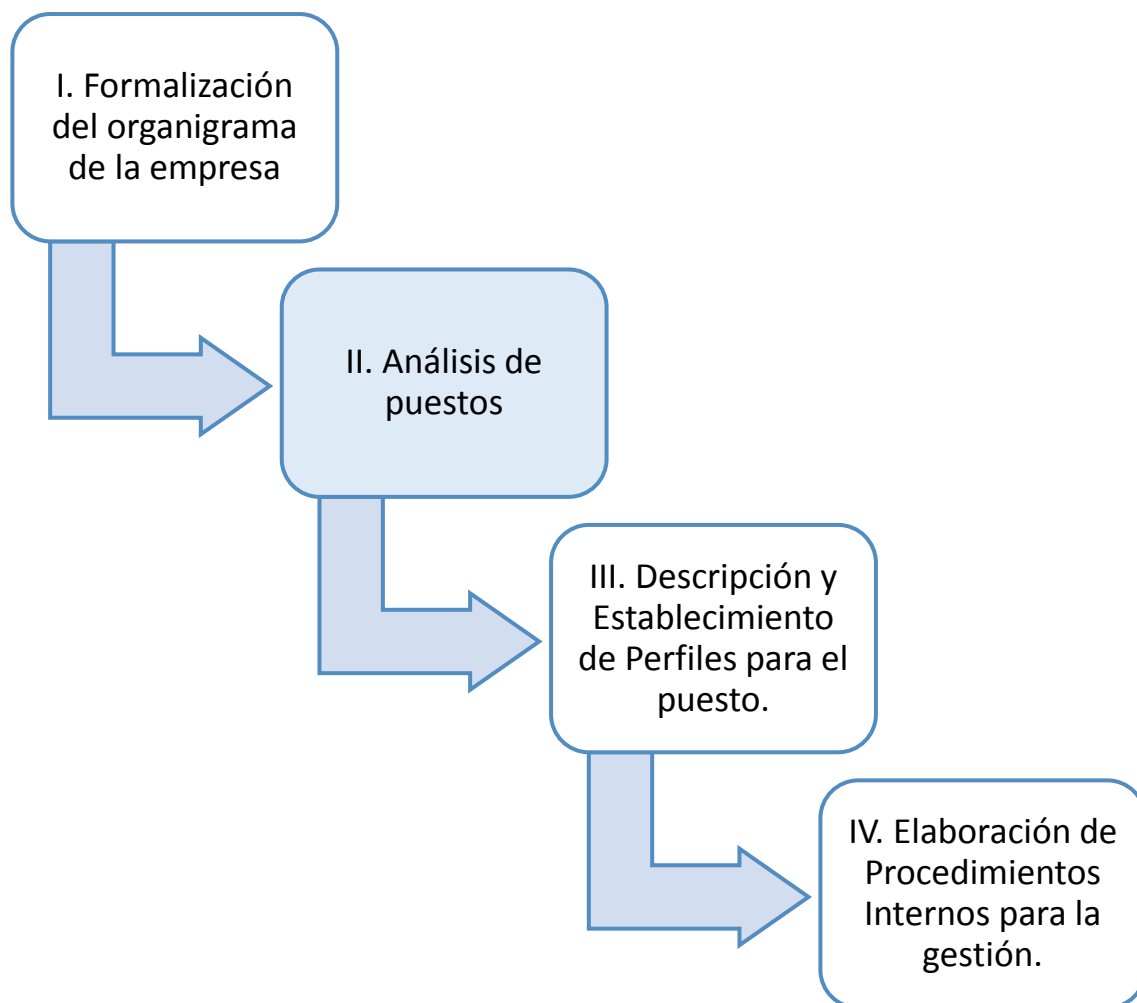 I. Formalización
del organigrama
de la empresa
II. Análisis de
puestos
III. Descripción y
Establecimiento
de Perfiles para el
puesto.
IV. Elaboración de
Procedimientos
Internos para la
gestión.